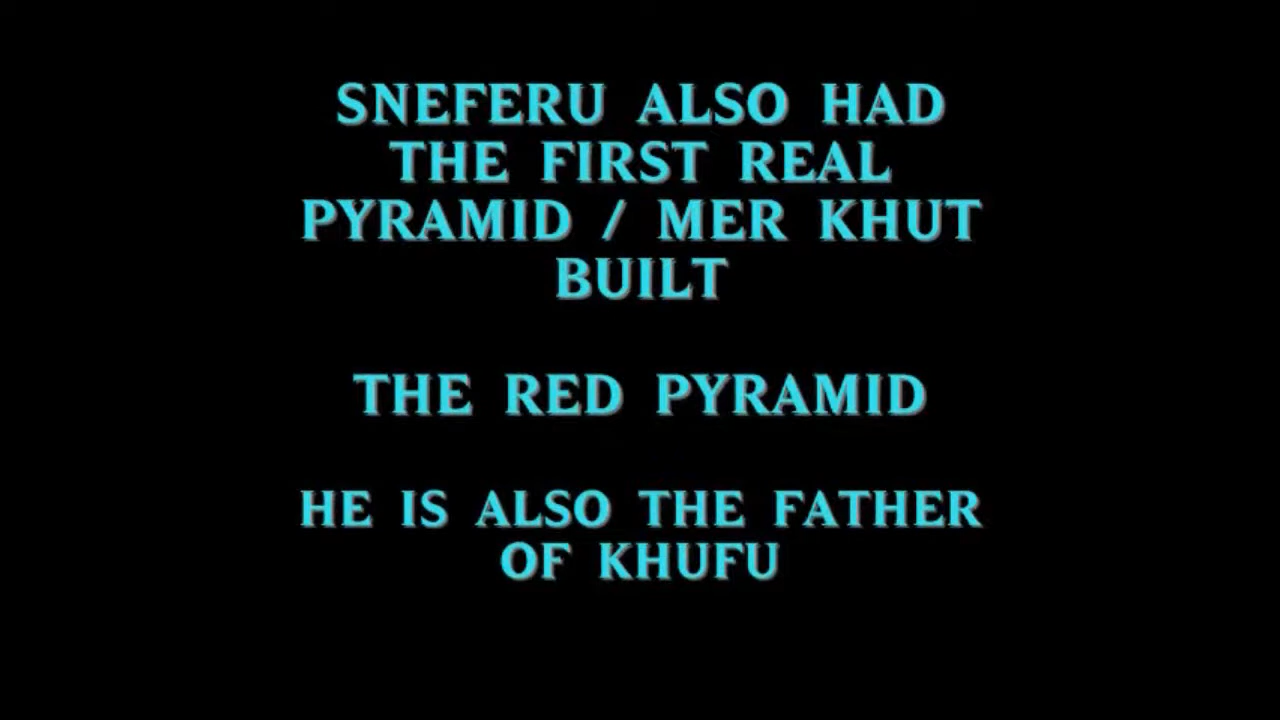 SNEFERU ALSO HAD
THE FIRST REAL
PYRAMID / MER KHUT
BUILT
THE RED PYRAMID
HE IS ALSO THE FATHER
OF KHUFU